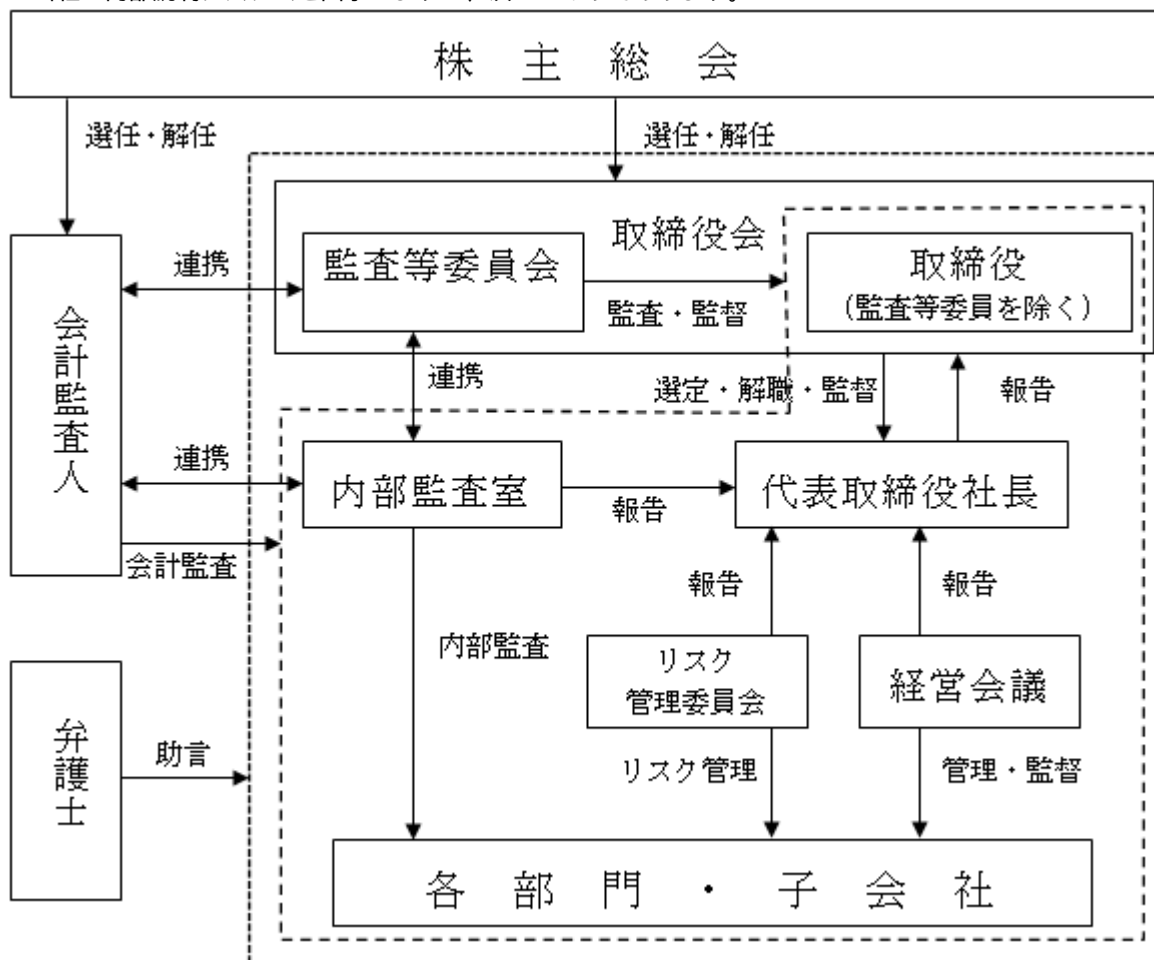 株主総会
選任・解任
選任・解任
取締役会
監査等委員会
取締役
(監査等委員を除く)
連携
監査・監督
会計監査人
連携
選定・解職・監督
報告
連携
内部監査室
報告
代表取締役社長
会計監査
報告
報告
内部監査
リスク
管理委員会
経営会議
弁護士
助言
リスク管理
管理・監督
各部門・子会社